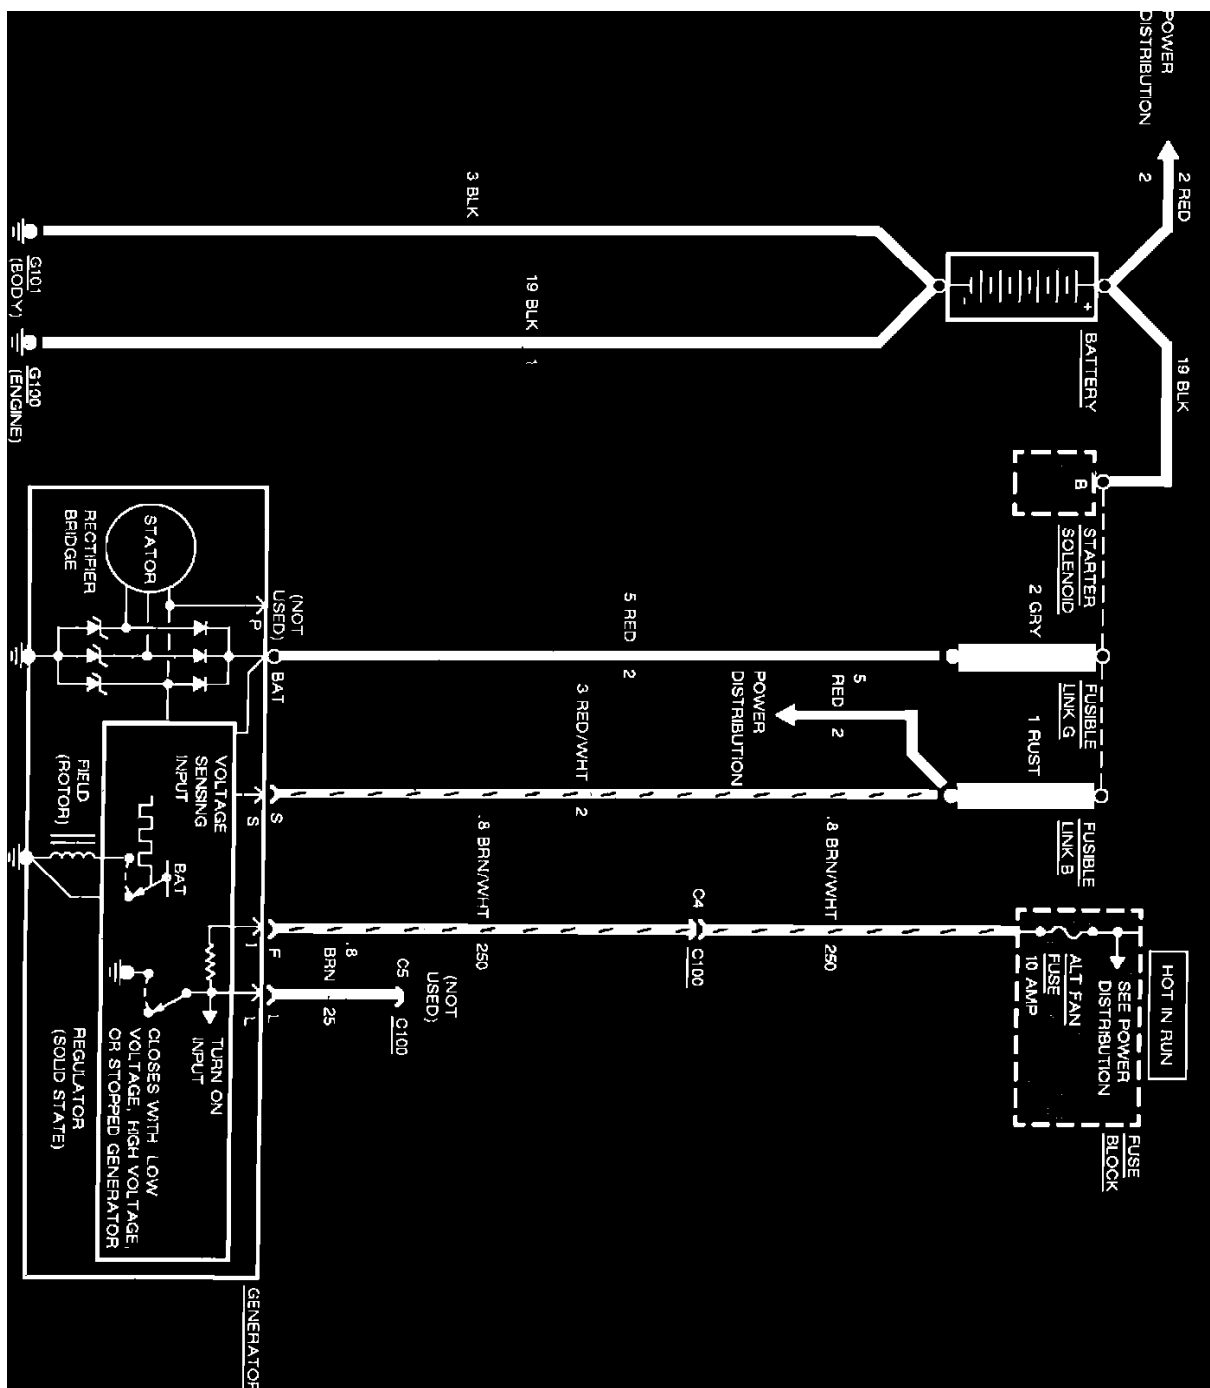 POWER
DISTRIBUTION
2 RED
2
3 BLK
19 BLK
1
G101
(BODY)
G100
(ENGINE)
-
+
BATTERY
19 BLK
B
STARTER
SOLENOID
2 GRY
FUSIBLE
LINK G
1 RUST
FUSIBLE
LINK B
5 RED
2
5
RED 2
POWER
DISTRIBUTION
3 RED/WHT
2
.8 BRN/WHT
250
.8 BRN/WHT
250
C4
C100
HOT IN RUN
SEE POWER
DISTRIBUTION
ALT FAN
FUSE
10 AMP
FUSE
BLOCK
.8
BRN
25
C5
C100
(NOT
USED)
(NOT
USED)
P
BAT
S
S
I
F
L
L
STATOR
RECTIFIER
BRIDGE
VOLTAGE
SENSING
INPUT
BAT
FIELD
(ROTOR)
TURN ON
INPUT
CLOSES WITH LOW
VOLTAGE, HIGH VOLTAGE,
OR STOPPED GENERATOR
REGULATOR
(SOLID STATE)
GENERATOR